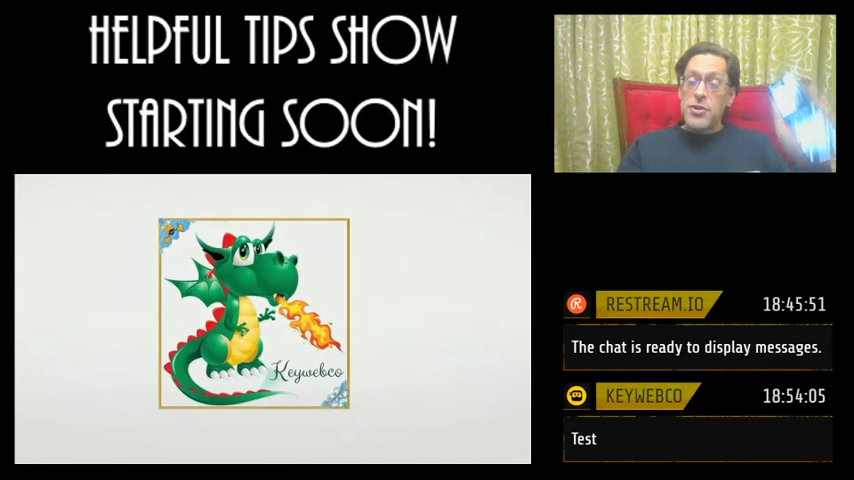 HELPFUL TIPS SHOW
STARTING SOON!
Keywebco
RESTREAM.IO 18:45:51
The chat is ready to display messages.
KEYWEBCO 18:54:05
Test